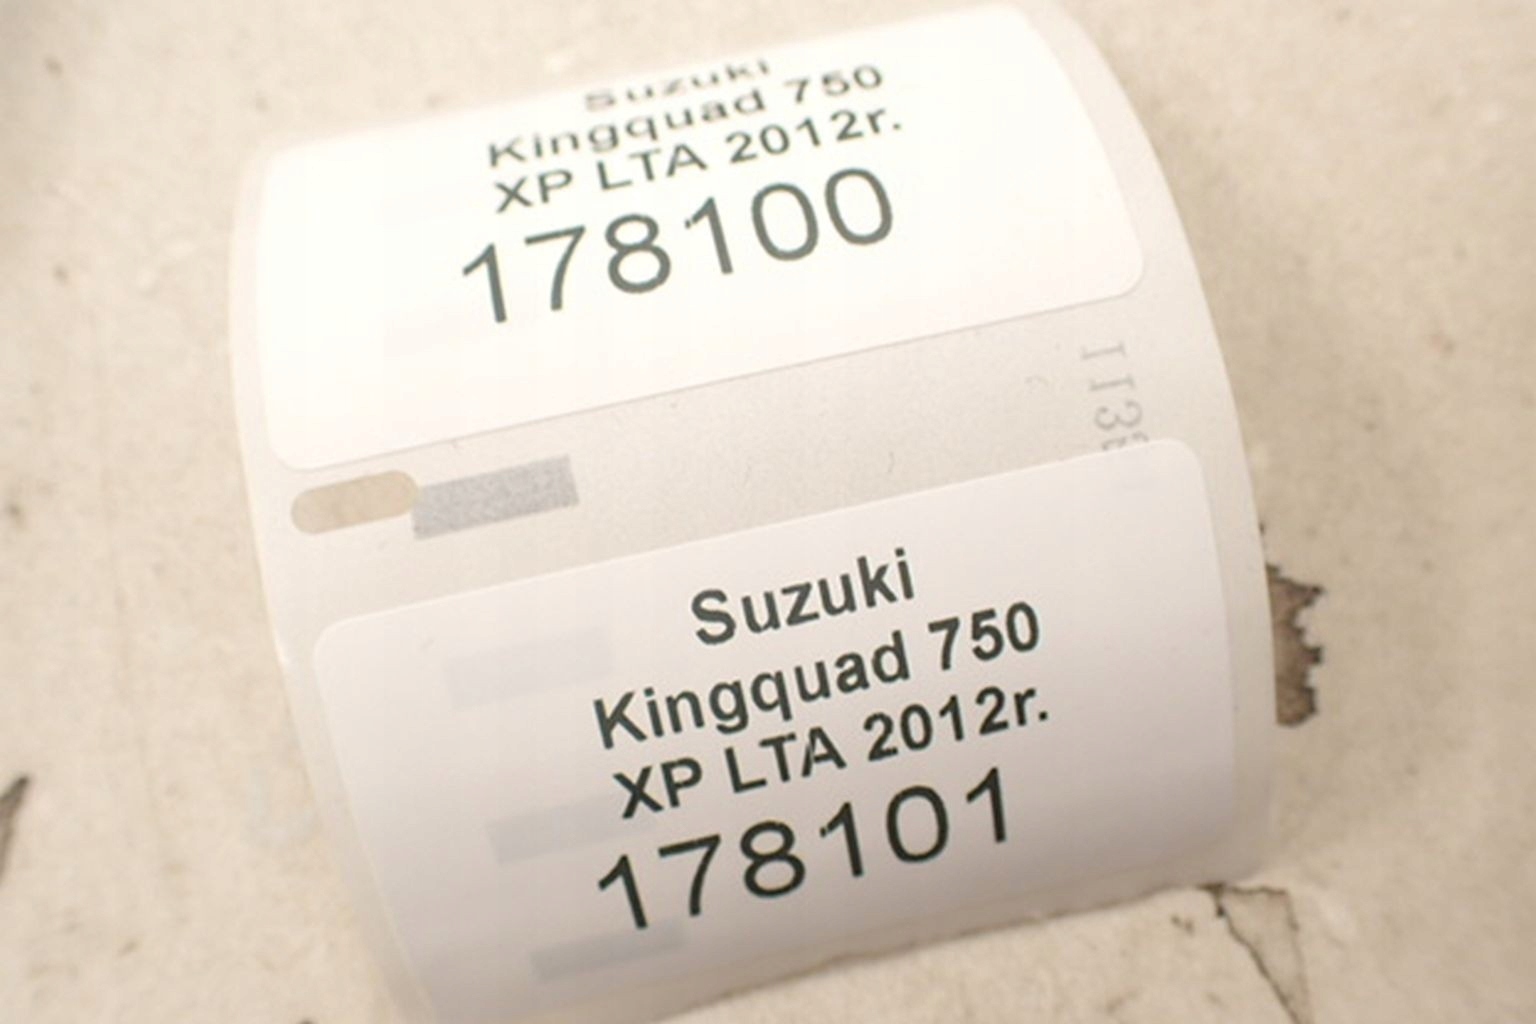 Suzuki
Kingquad 750
XP LTA 2012r.
178100
Suzuki
Kingquad 750
XP LTA 2012r.
178101